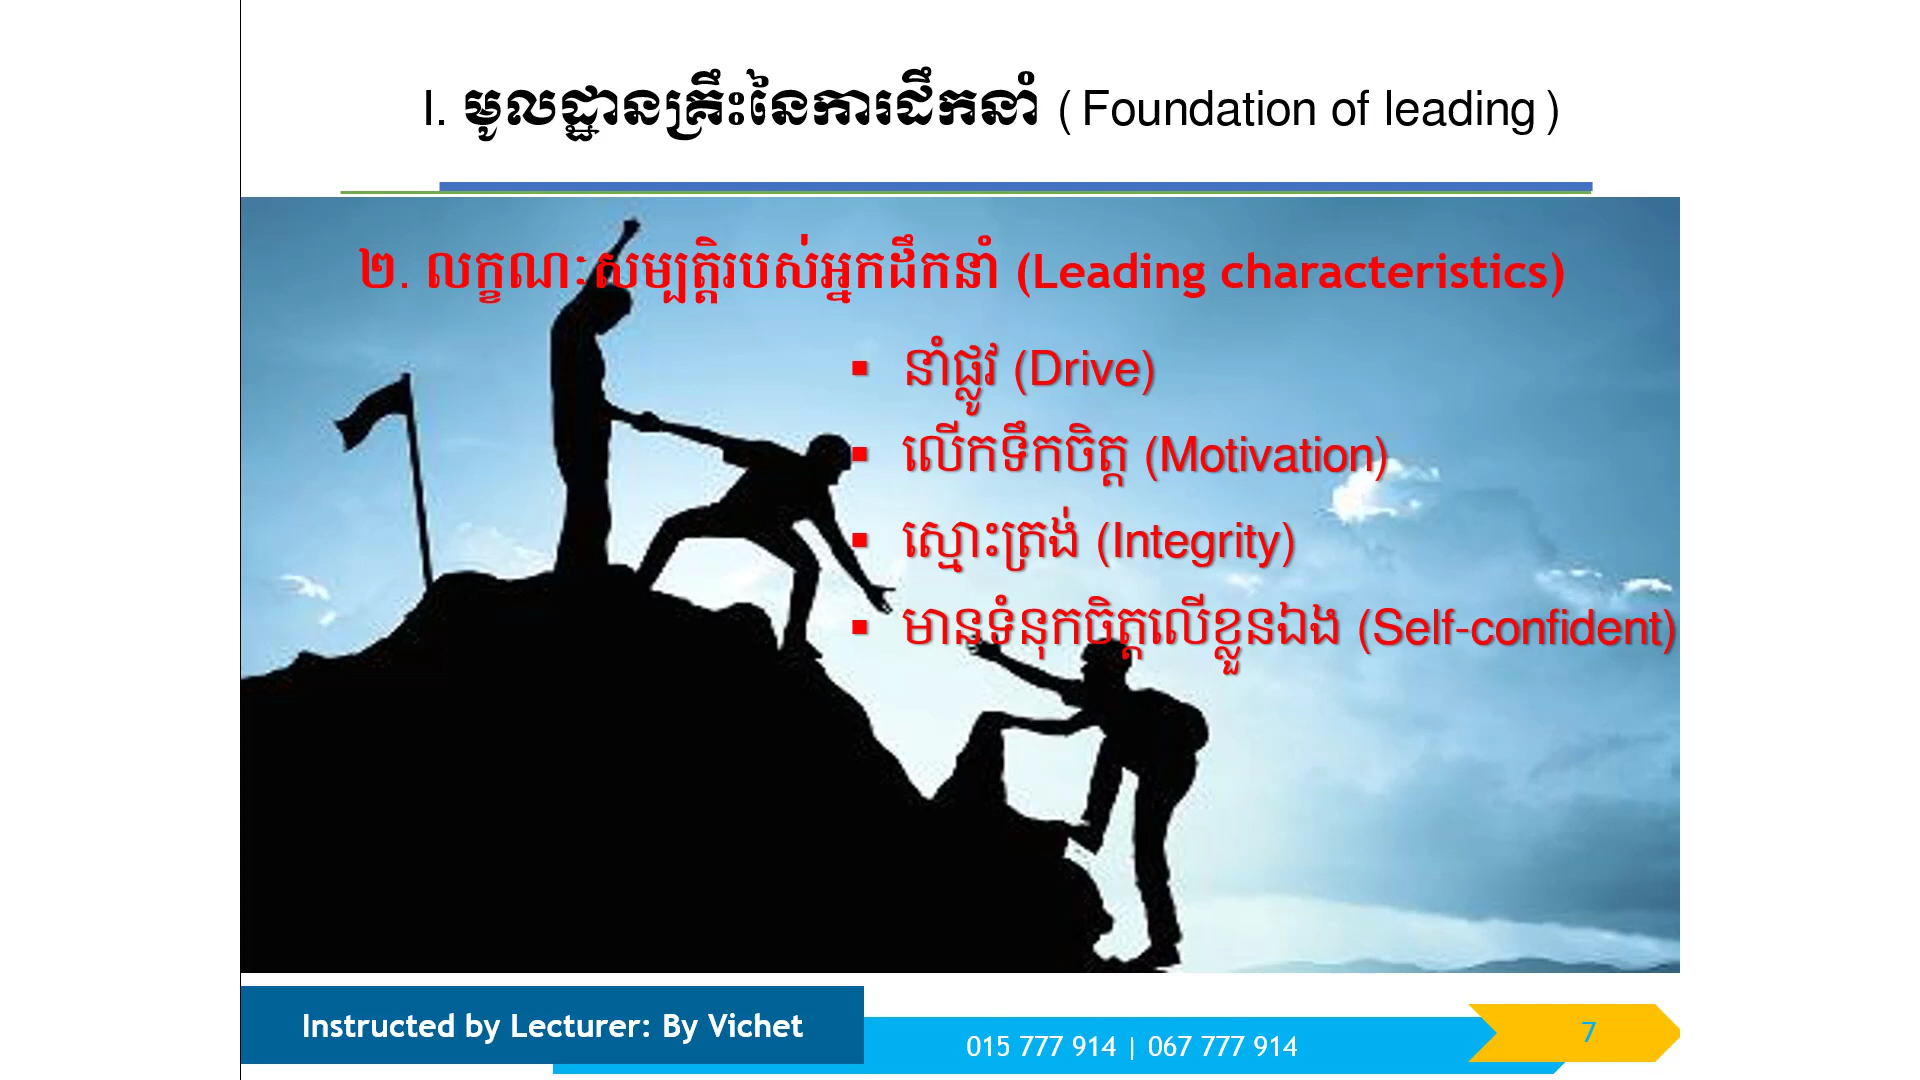 I. មូលដ្ឋានគ្រឹះនៃការដឹកនាំ ( Foundation of leading )
២. លក្ខណៈសម្បត្តិរបស់អ្នកដឹកនាំ (Leading characteristics)
▪ នាំផ្លូវ (Drive)
▪ លើកទឹកចិត្ត (Motivation)
▪ ស្មោះត្រង់ (Integrity)
▪ មានទំនុកចិត្តលើខ្លួនឯង (Self-confident)
Instructed by Lecturer: By Vichet
015 777 914 | 067 777 914
7